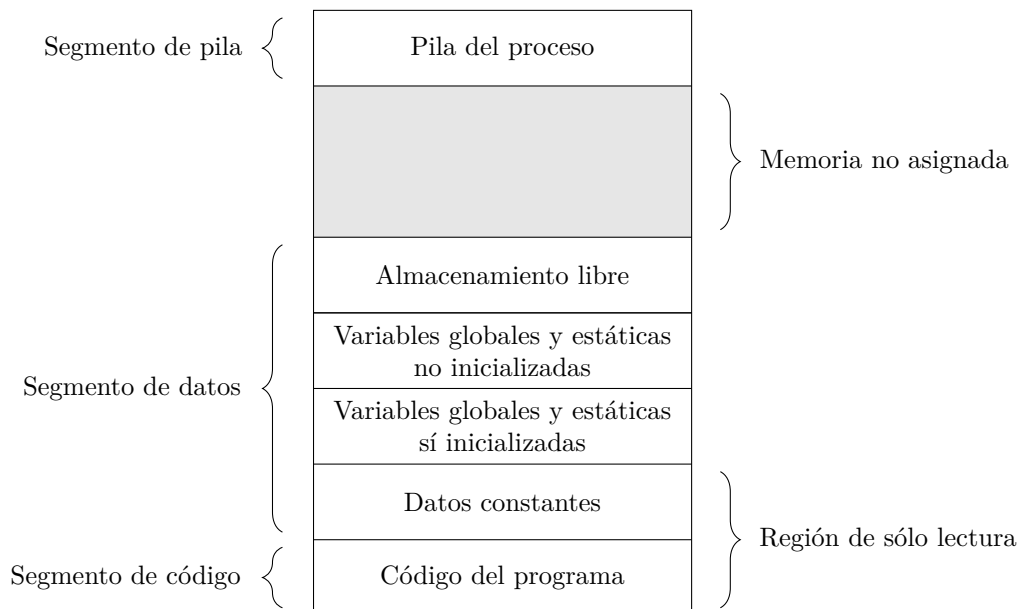 Segmento de pila
Pila del proceso
Memoria no asignada
Almacenamiento libre
Variables globales y estáticas
no inicializadas
Segmento de datos
Variables globales y estáticas
sí inicializadas
Datos constantes
Región de sólo lectura
Segmento de código
Código del programa